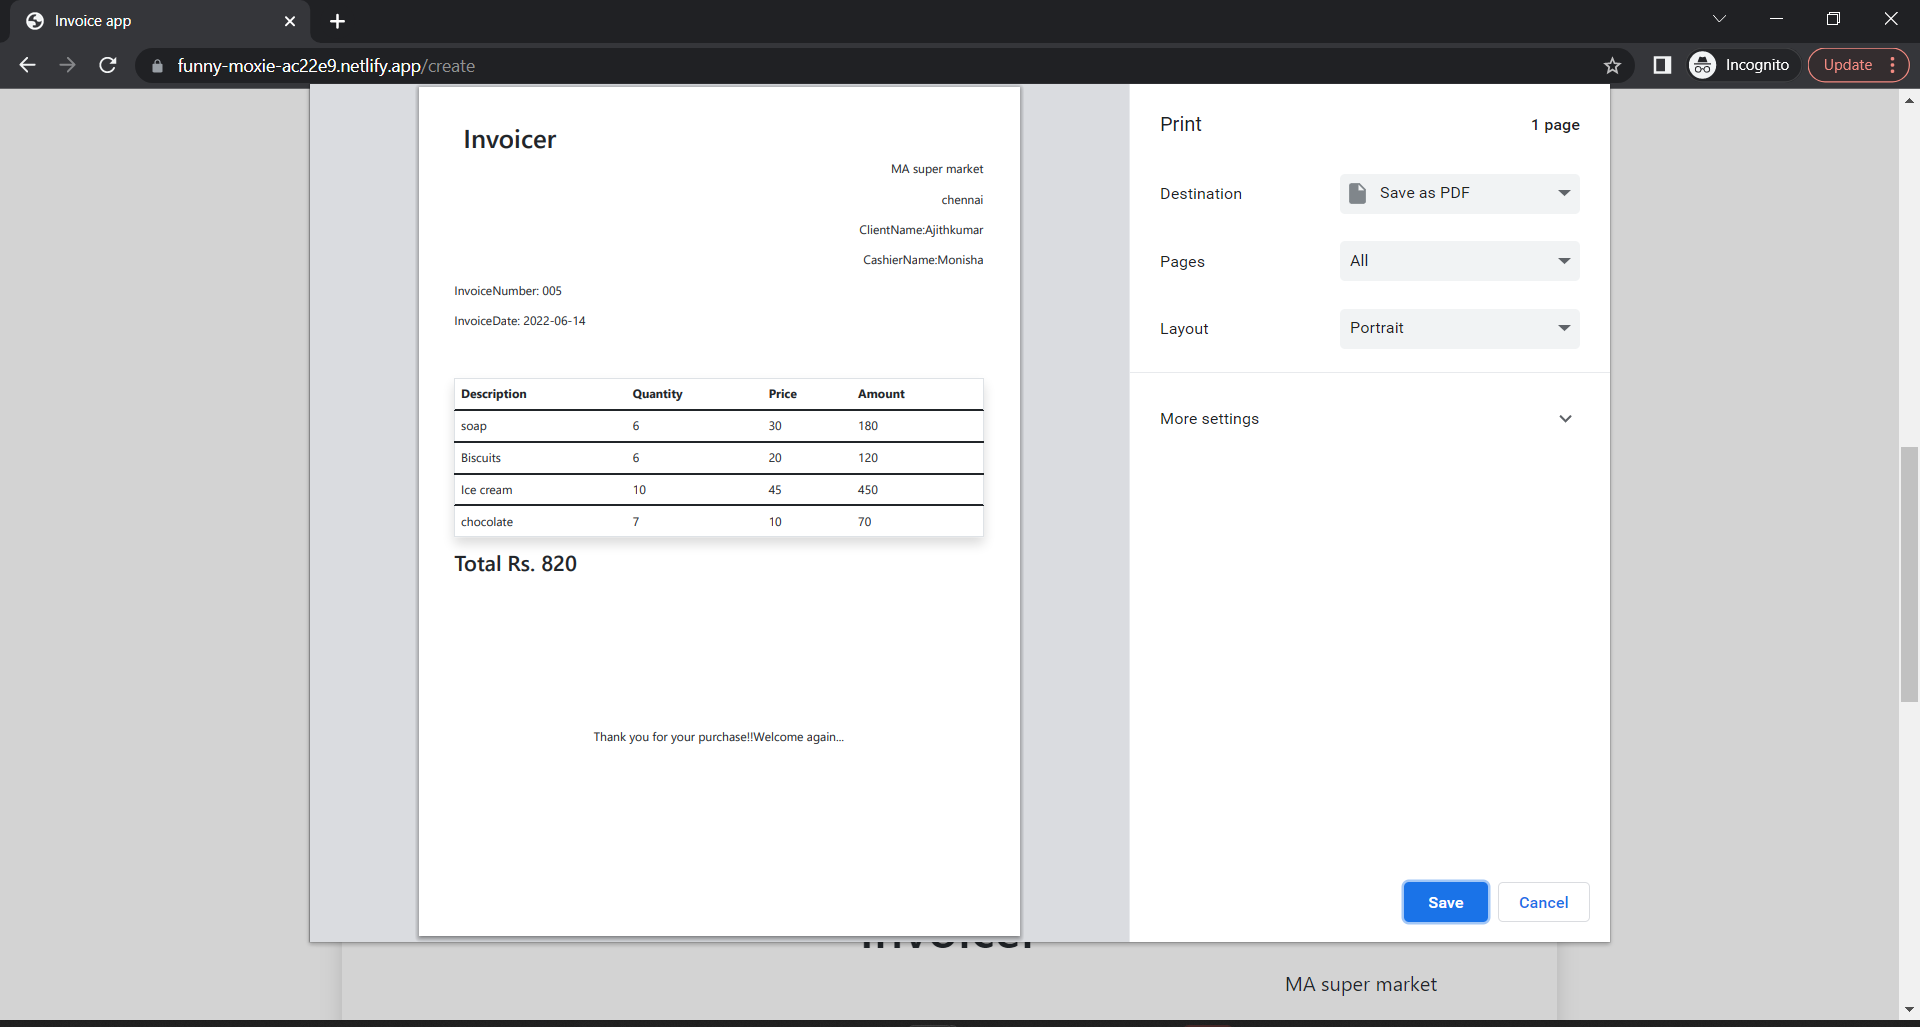 Invoice app
funny-moxie-ac22e9.netlify.app/create
Incognito
Update
Invoicer
MA super market
chennai
ClientName:Ajithkumar
CashierName:Monisha
InvoiceNumber: 005
InvoiceDate: 2022-06-14
Description Quantity Price Amount
soap 6 30 180
Biscuits 6 20 120
Ice cream 10 45 450
chocolate 7 10 70
Total Rs. 820
Thank you for your purchase!!Welcome again...
Print 1 page
Destination Save as PDF
Pages All
Layout Portrait
More settings
Save Cancel
Invoicer
MA super market